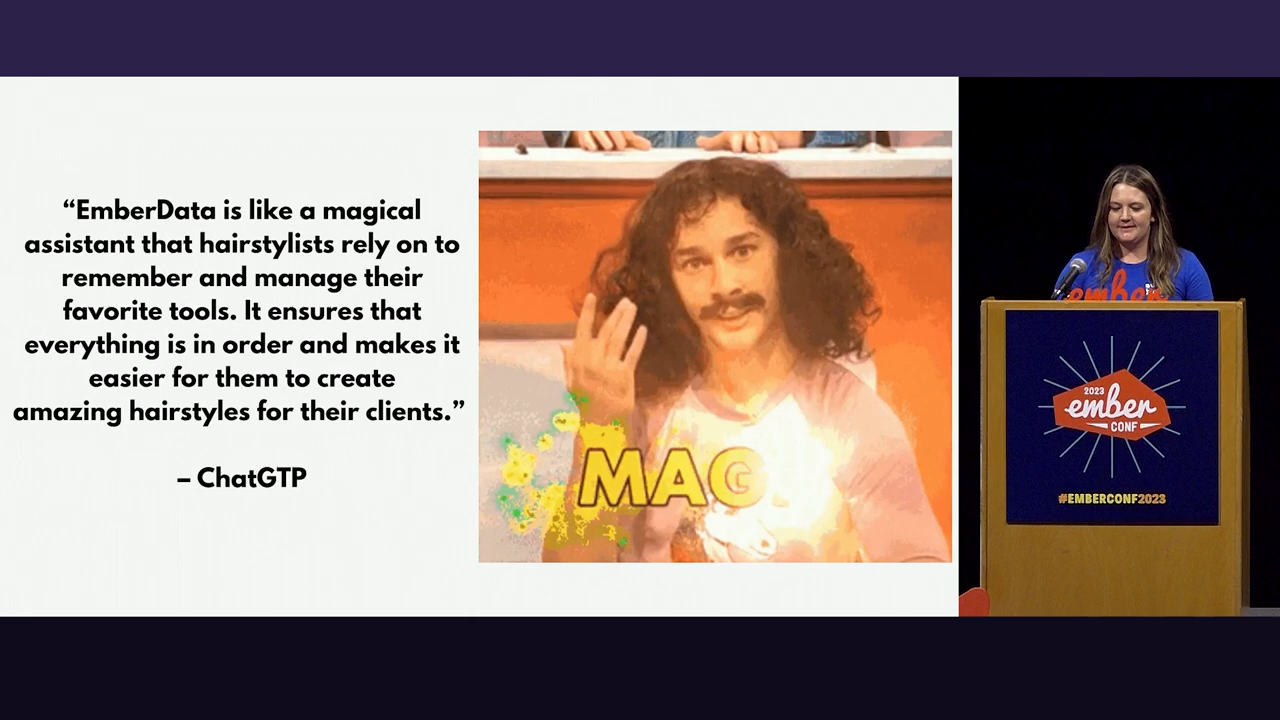 “EmberData is like a magical
assistant that hairstylists rely on to
remember and manage their
favorite tools. It ensures that
everything is in order and makes it
easier for them to create
amazing hairstyles for their clients.”
– ChatGTP
MAG
ember
2023
ember
CONF
#EMBERCONF2023